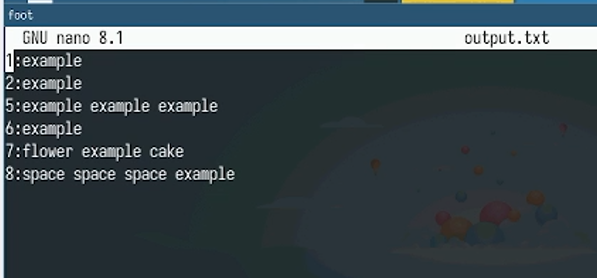 foot
GNU nano 8.1 output.txt
1:example
2:example
5:example example example
6:example
7:flower example cake
8:space space space example